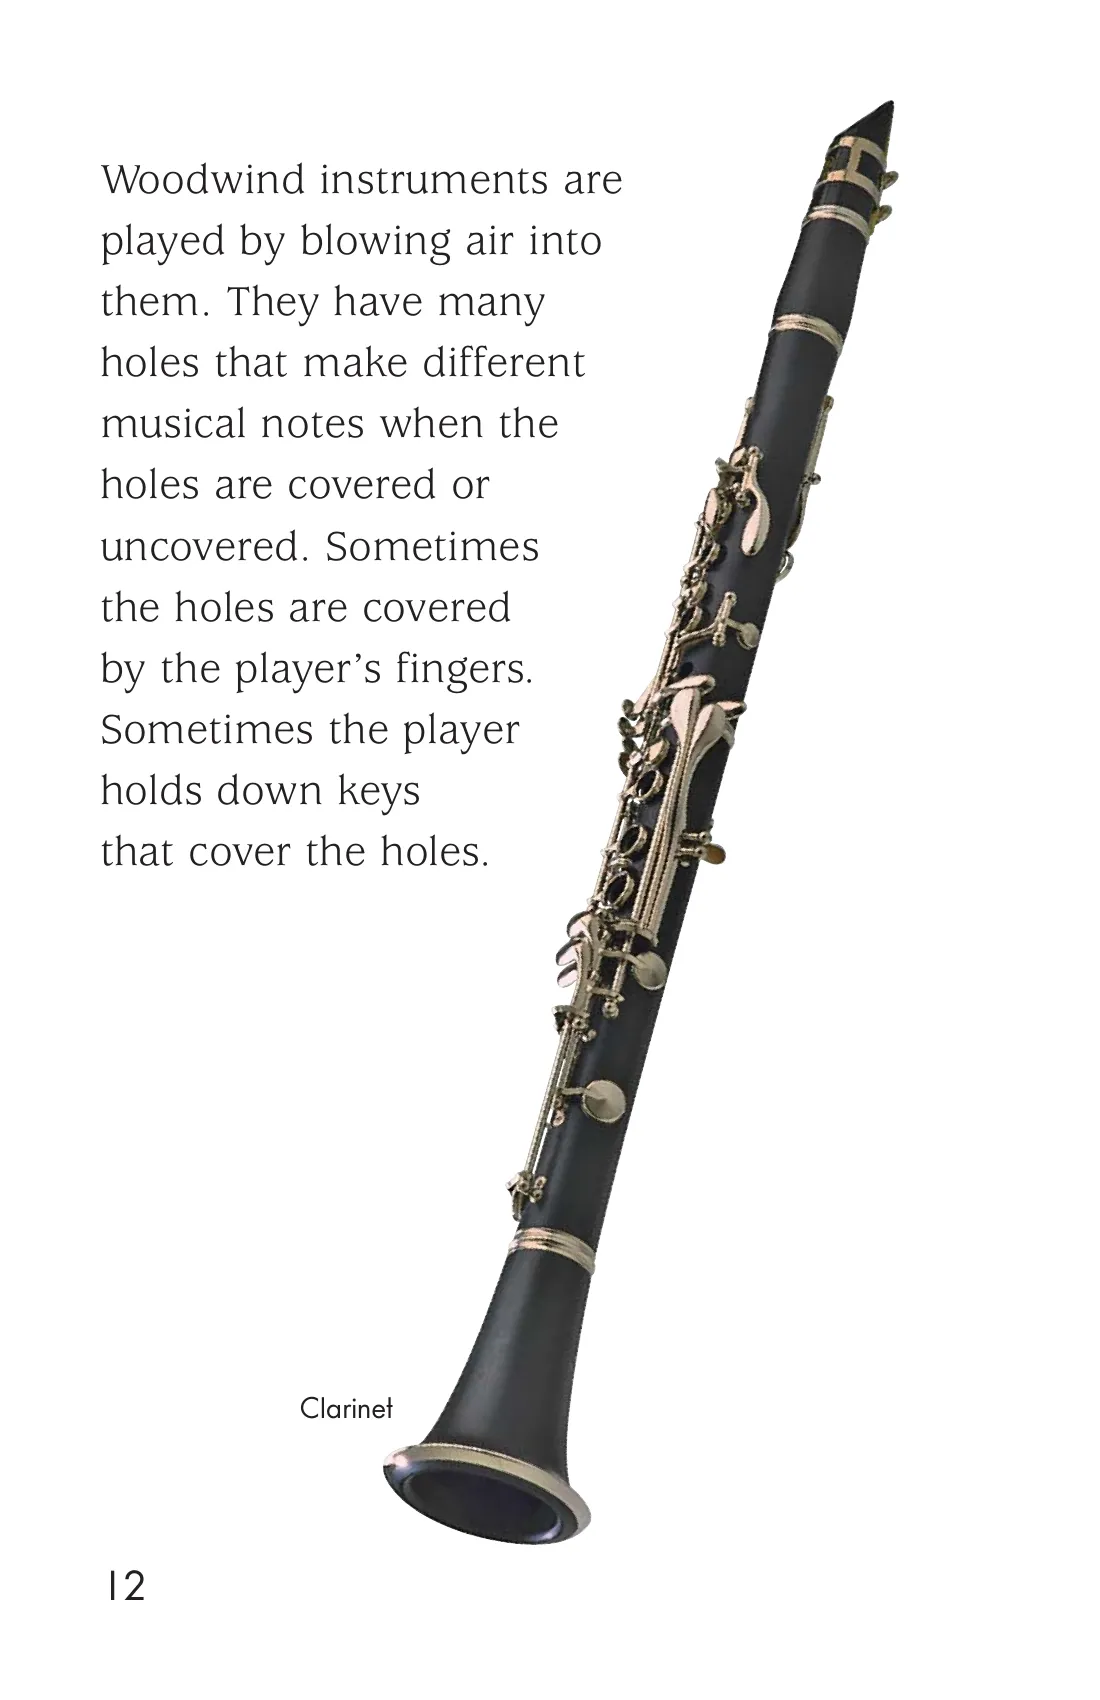 Woodwind instruments are
played by blowing air into
them. They have many
holes that make different
musical notes when the
holes are covered or
uncovered. Sometimes
the holes are covered
by the player’s fingers.
Sometimes the player
holds down keys
that cover the holes.
Clarinet
12